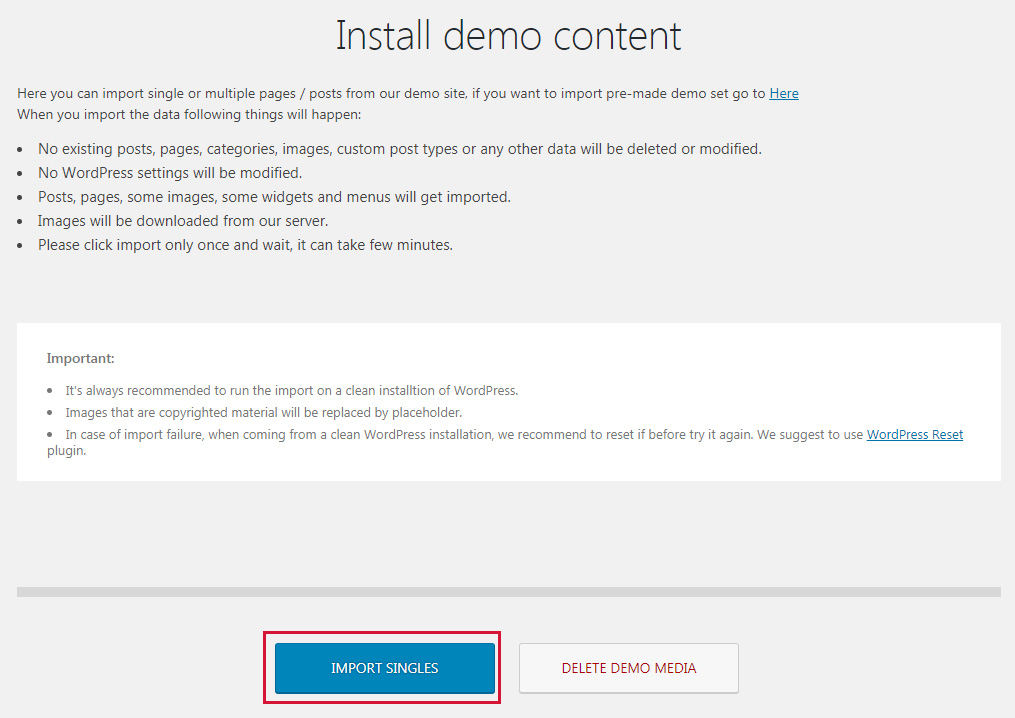 Install demo content
Here you can import single or multiple pages / posts from our demo site, if you want to import pre-made demo set go to Here
When you import the data following things will happen:
• No existing posts, pages, categories, images, custom post types or any other data will be deleted or modified.
• No WordPress settings will be modified.
• Posts, pages, some images, some widgets and menus will get imported.
• Images will be downloaded from our server.
• Please click import only once and wait, it can take few minutes.
Important:
• It's always recommended to run the import on a clean installtion of WordPress.
• Images that are copyrighted material will be replaced by placeholder.
• In case of import failure, when coming from a clean WordPress installation, we recommend to reset if before try it again. We suggest to use WordPress Reset
plugin.
IMPORT SINGLES
DELETE DEMO MEDIA